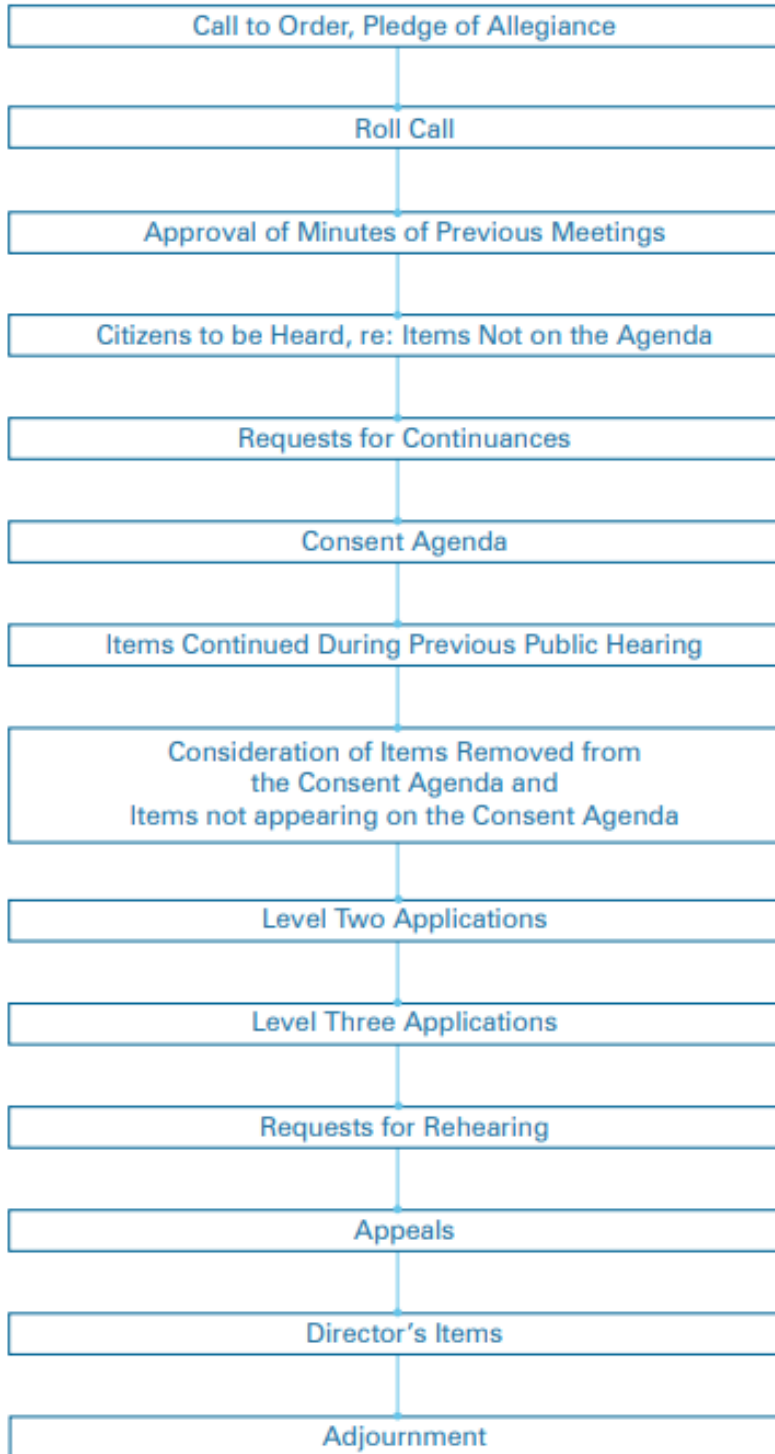 Call to Order, Pledge of Allegiance
Roll Call
Approval of Minutes of Previous Meetings
Citizens to be Heard, re: Items Not on the Agenda
Requests for Continuances
Consent Agenda
Items Continued During Previous Public Hearing
Consideration of Items Removed from
the Consent Agenda and
Items not appearing on the Consent Agenda
Level Two Applications
Level Three Applications
Requests for Rehearing
Appeals
Director’s Items
Adjournment